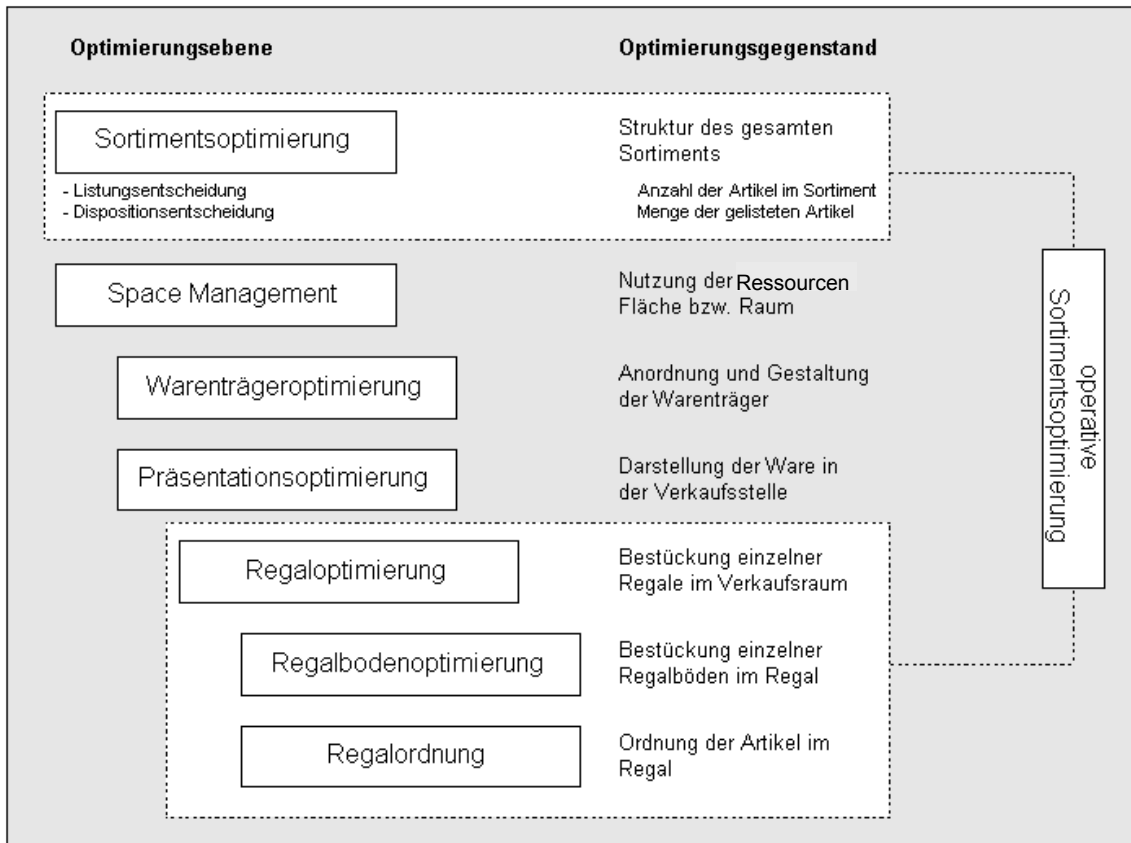 Optimierungsebene
Optimierungsgegenstand
Sortimentsoptimierung
Struktur des gesamten
Sortiments
- Listungsentscheidung
- Dispositionsentscheidung
Anzahl der Artikel im Sortiment
Menge der gelisteten Artikel
Space Management
Nutzung der Ressourcen
Fläche bzw. Raum
Warenträgeroptimierung
Anordnung und Gestaltung
der Warenträger
Präsentationsoptimierung
Darstellung der Ware in
der Verkaufsstelle
Regaloptimierung
Bestückung einzelner
Regale im Verkaufsraum
Regalbodenoptimierung
Bestückung einzelner
Regalböden im Regal
Regalordnung
Ordnung der Artikel im
Regal
operative
Sortimentsoptimierung